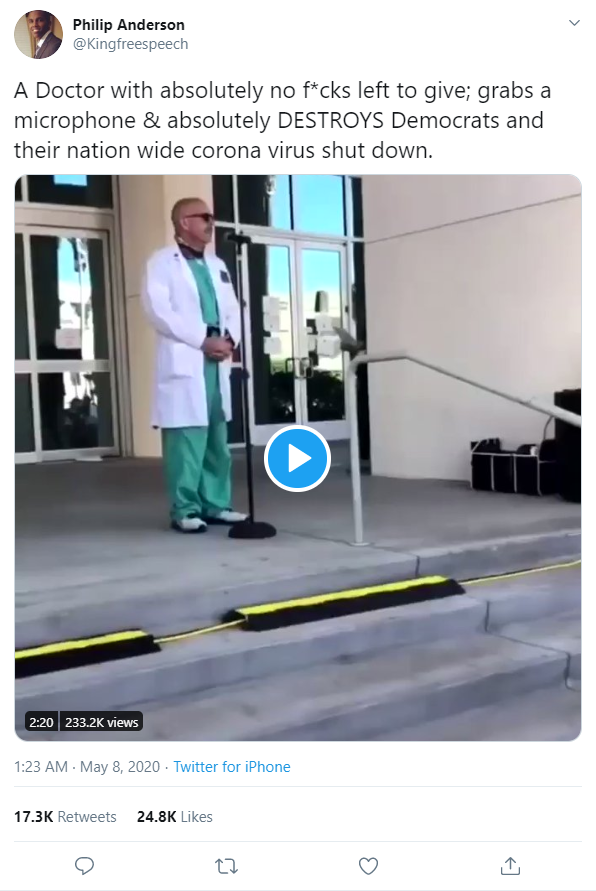 Philip Anderson
@Kingfreespeech
A Doctor with absolutely no f*cks left to give; grabs a
microphone & absolutely DESTROYS Democrats and
their nation wide corona virus shut down.
2:20 233.2K views
1:23 AM · May 8, 2020 · Twitter for iPhone
17.3K Retweets 24.8K Likes